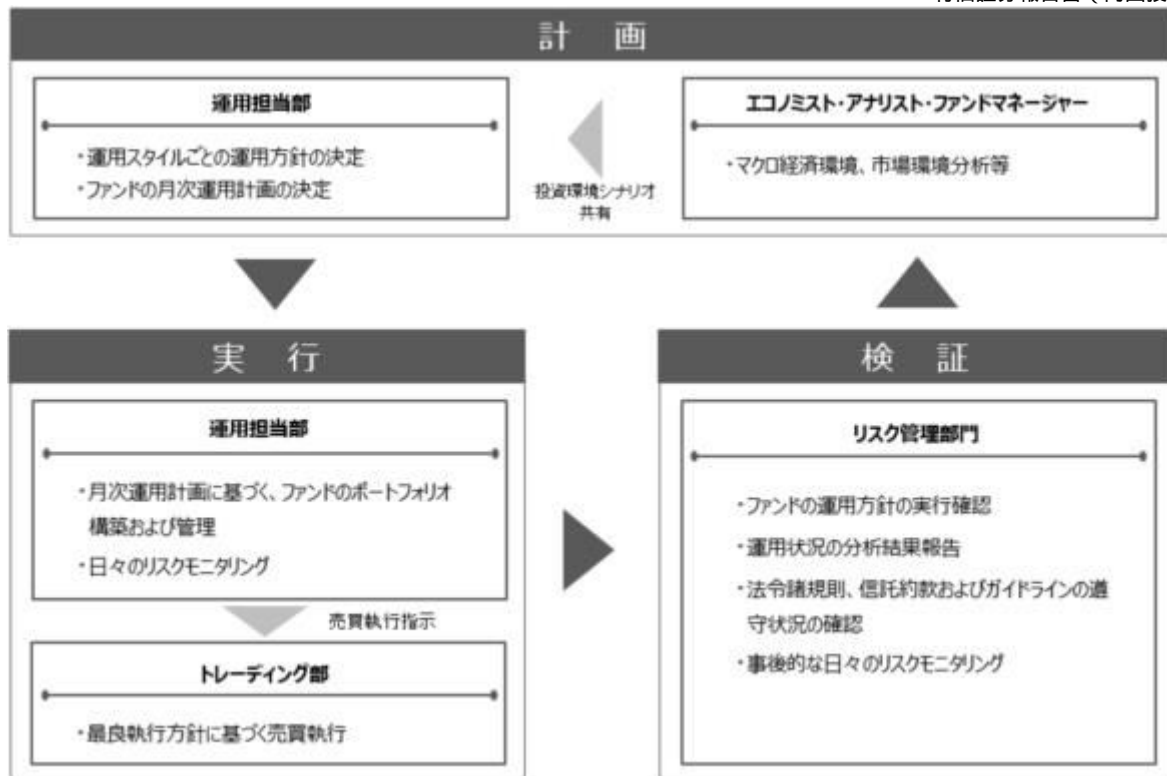 計 画
運用担当部
・運用スタイルごとの運用方針の決定
・ファンドの月次運用計画の決定
投資環境シナリオ
共有
エコノミスト・アナリスト・ファンドマネージャー
・マクロ経済環境、市場環境分析等
実 行
運用担当部
・月次運用計画に基づく、ファンドのポートフォリオ
構築および管理
・日々のリスクモニタリング
売買執行指示
トレーディング部
・最良執行方針に基づく売買執行
検 証
リスク管理部門
・ファンドの運用方針の実行確認
・運用状況の分析結果報告
・法令諸規則、信託約款およびガイドラインの遵
守状況の確認
・事後的な日々のリスクモニタリング